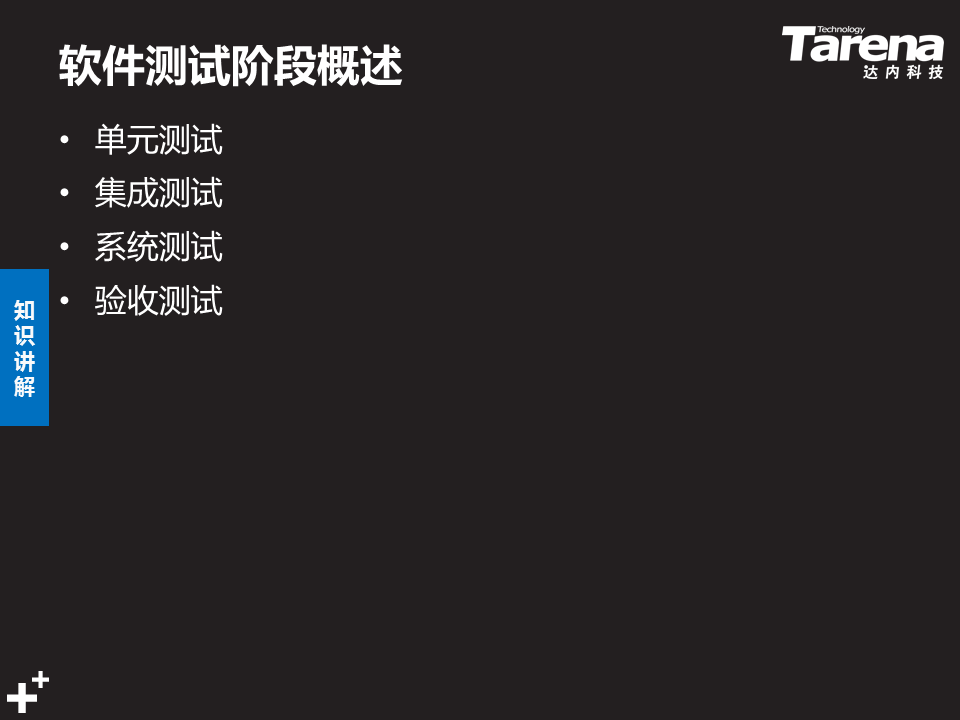 软件测试阶段概述
Technology
Tarena
达内科技
• 单元测试
• 集成测试
• 系统测试
• 验收测试
知
识
讲
解